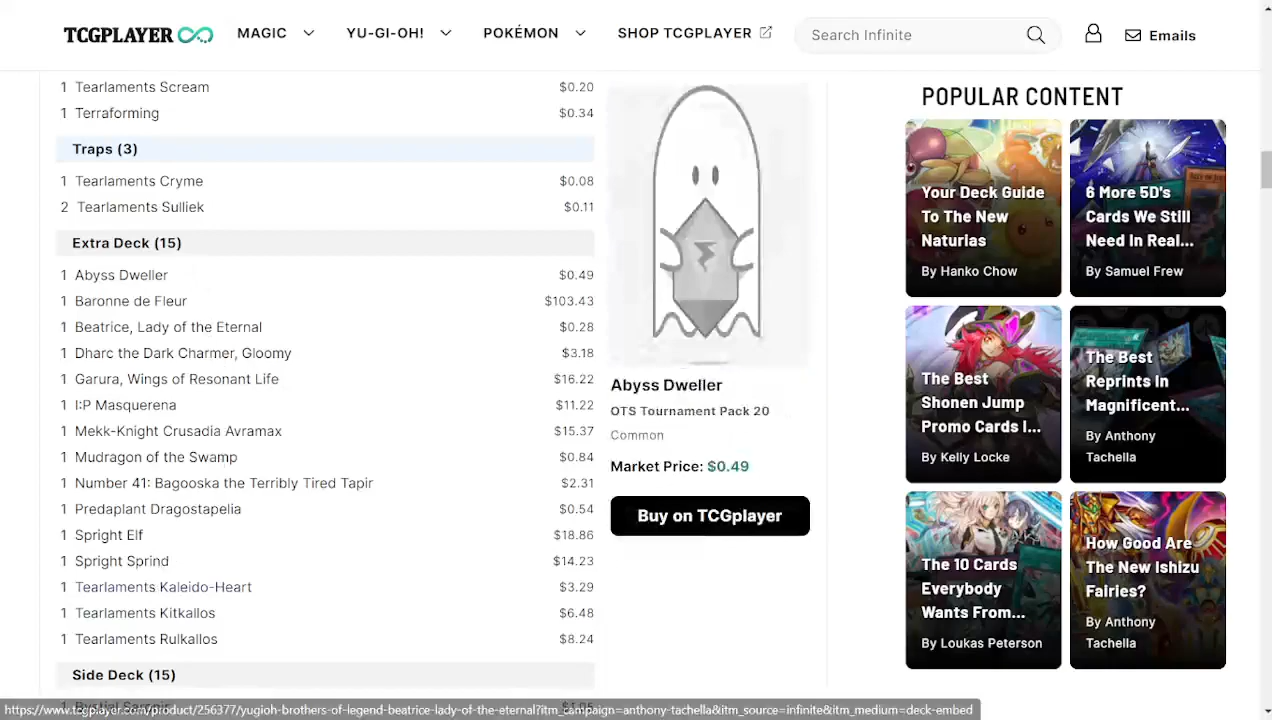 TCGPLAYER
MAGIC
YU-GI-OH!
POKÉMON
SHOP TCGPLAYER
Search Infinite
Emails
1 Tearlaments Scream $0.20
1 Terraforming $0.34
Traps (3)
1 Tearlaments Cryme $0.08
2 Tearlaments Sulliek $0.11
Extra Deck (15)
1 Abyss Dweller $0.49
1 Baronne de Fleur $103.43
1 Beatrice, Lady of the Eternal $0.28
1 Dharc the Dark Charmer, Gloomy $3.18
1 Garura, Wings of Resonant Life $16.22
1 I:P Masquerena $11.22
1 Mekk-Knight Crusadia Avramax $15.37
1 Mudragon of the Swamp $0.84
1 Number 41: Bagooska the Terribly Tired Tapir $2.31
1 Predaplant Dragostapelia $0.54
1 Spright Elf $18.86
1 Spright Sprind $14.23
1 Tearlaments Kaleido-Heart $3.29
1 Tearlaments Kitkallos $6.48
1 Tearlaments Rulkallos $8.24
Side Deck (15)
Abyss Dweller
OTS Tournament Pack 20
Common
Market Price: $0.49
Buy on TCGplayer
POPULAR CONTENT
Your Deck Guide
To The New
Naturias
By Hanko Chow
6 More 5D's
Cards We Still
Need In Real...
By Samuel Frew
The Best
Shonen Jump
Promo Cards I...
By Kelly Locke
The Best
Reprints In
Magnificent...
By Anthony
Tachella
The 10 Cards
Everybody
Wants From...
By Loukas Peterson
How Good Are
The New Ishizu
Fairies?
By Anthony
Tachella
https://www.tcgplayer.com/product/256377/yugioh-brothers-of-legend-beatrice-lady-of-the-eternal?itm_campaign=anthony-tachella&itm_source=infinite&itm_medium=deck-embed